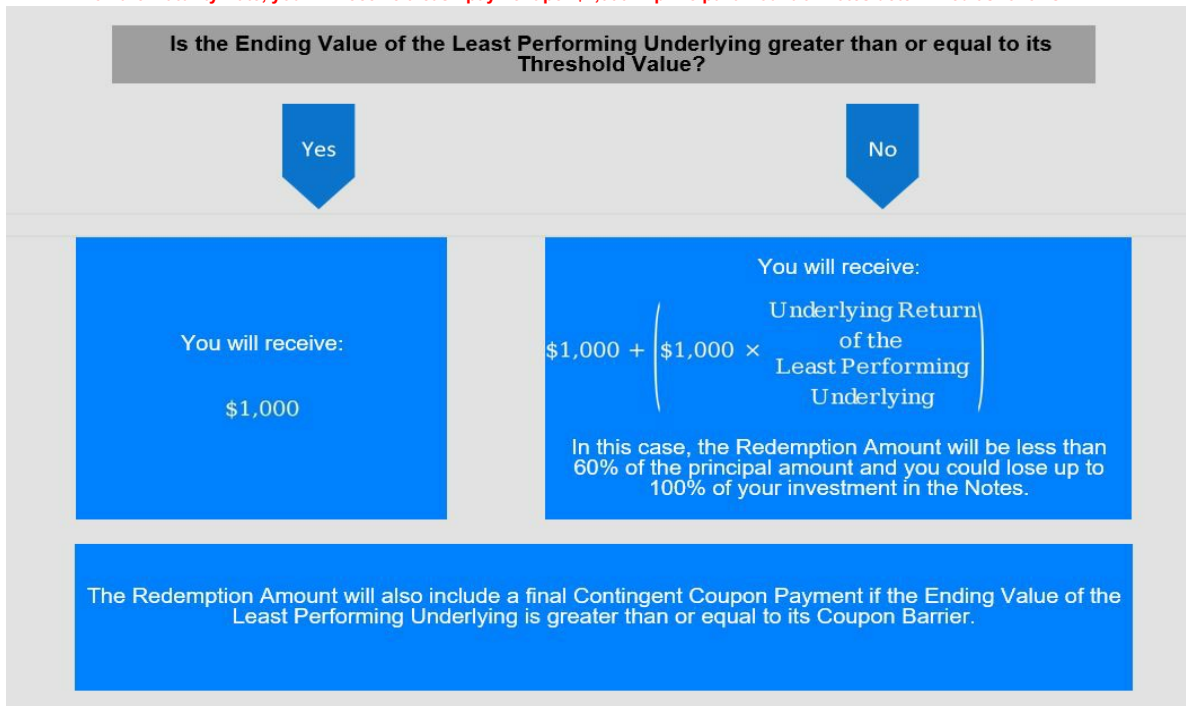 Is the Ending Value of the Least Performing Underlying greater than or equal to its
Threshold Value?
Yes
No
You will receive:
$1,000
You will receive:
$1,000 + ($1,000 × Underlying Return
of the
Least Performing
Underlying)
In this case, the Redemption Amount will be less than
60% of the principal amount and you could lose up to
100% of your investment in the Notes.
The Redemption Amount will also include a final Contingent Coupon Payment if the Ending Value of the
Least Performing Underlying is greater than or equal to its Coupon Barrier.